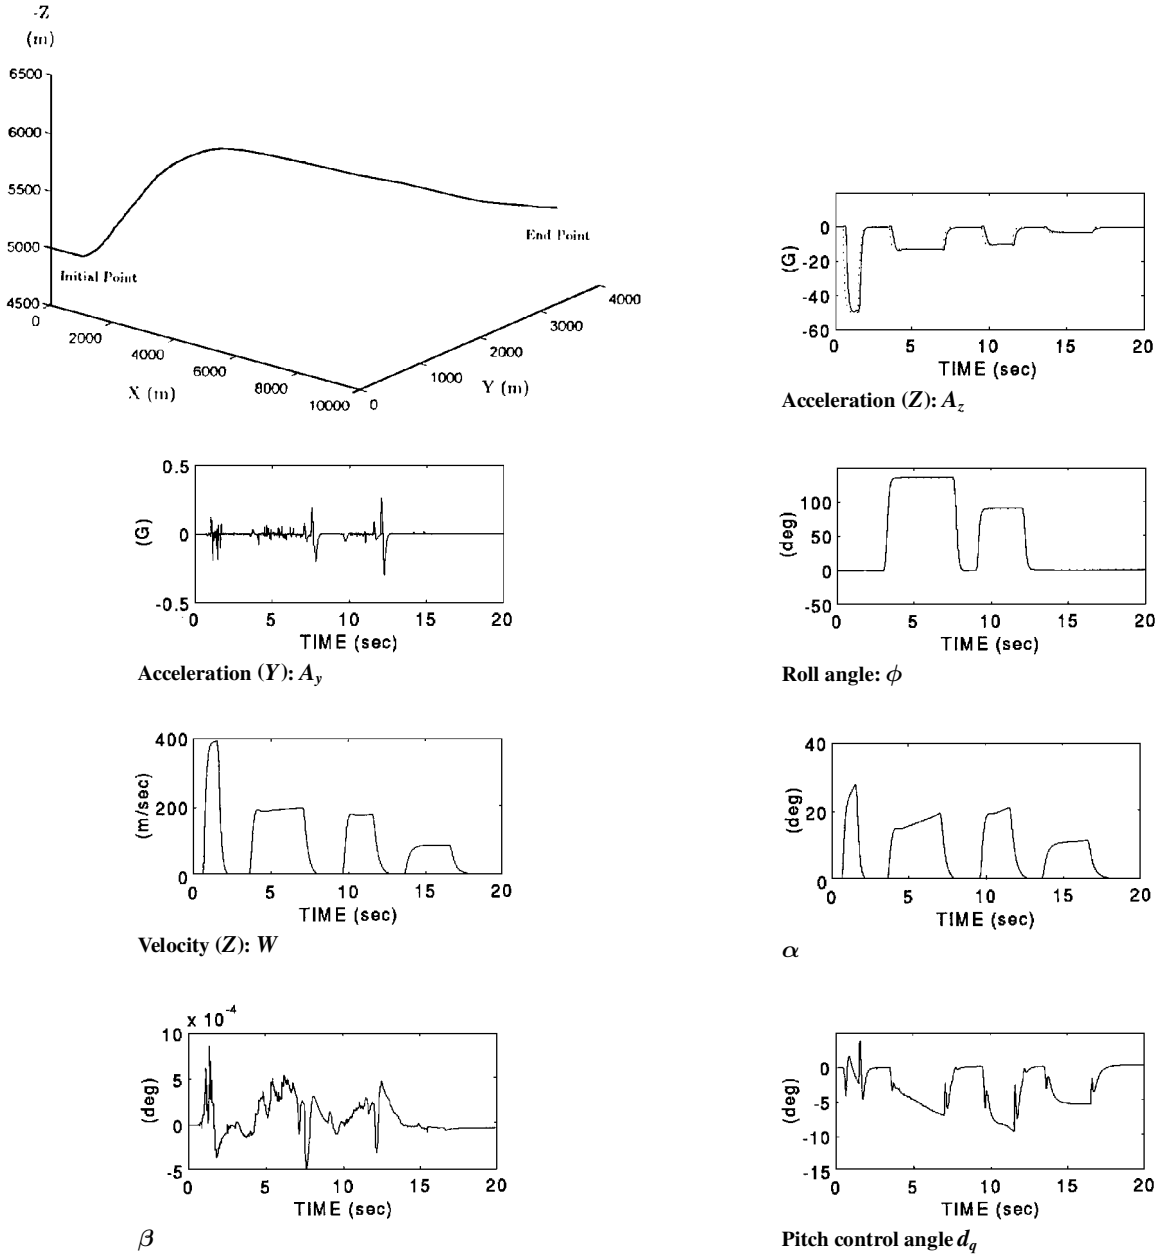 -Z
(m)
6500
6000
5500
5000
4500
Initial Point
End Point
0
2000
4000
6000
8000
10000
X (m)
0
1000
2000
3000
4000
Y (m)
0
-20
-40
-60
(G)
0 5 10 15 20
TIME (sec)
Acceleration (Z): A_z
0.5
0
-0.5
(G)
0 5 10 15 20
TIME (sec)
Acceleration (Y): A_y
100
50
0
-50
(deg)
0 5 10 15 20
TIME (sec)
Roll angle: ϕ
400
200
0
(m/sec)
0 5 10 15 20
TIME (sec)
Velocity (Z): W
40
20
0
(deg)
0 5 10 15 20
TIME (sec)
α
x 10^-4
10
5
0
-5
(deg)
0 5 10 15 20
TIME (sec)
β
0
-5
-10
-15
(deg)
0 5 10 15 20
TIME (sec)
Pitch control angle d_q